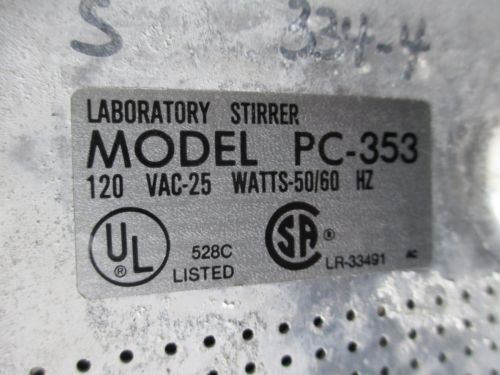 S 334-4
LABORATORY STIRRER
MODEL PC-353
120 VAC-25 WATTS-50/60 HZ
UL ® 528C SA
LISTED LR-33491 AC